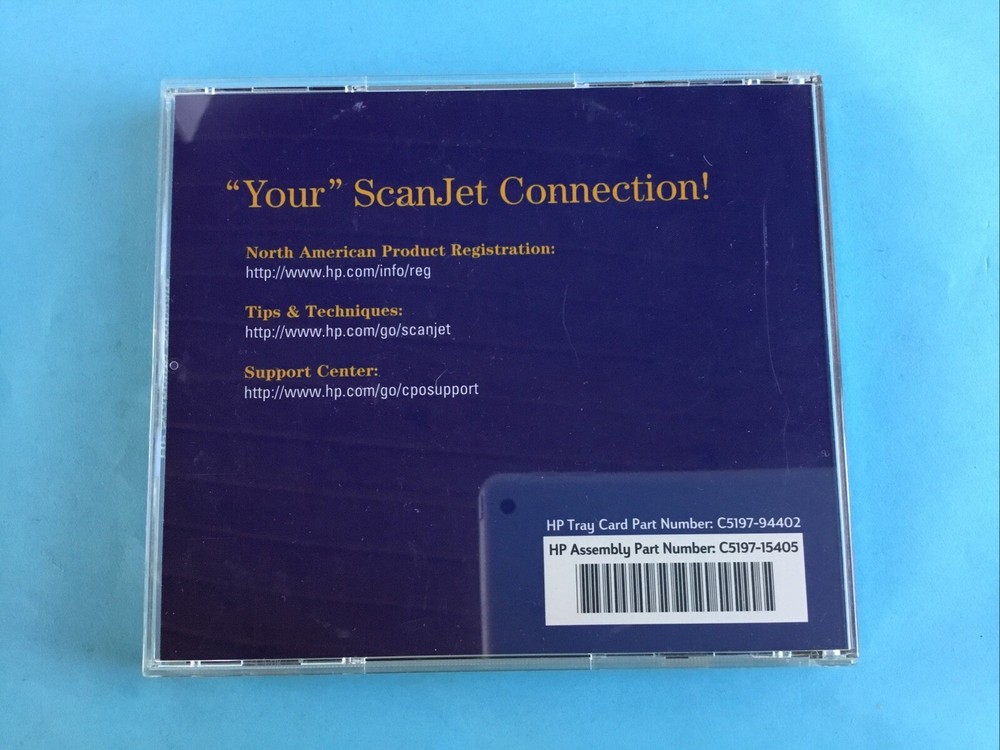 “Your” ScanJet Connection!
North American Product Registration:
http://www.hp.com/info/reg
Tips & Techniques:
http://www.hp.com/go/scanjet
Support Center:
http://www.hp.com/go/cposupport
HP Tray Card Part Number: C5197-94402
HP Assembly Part Number: C5197-15405